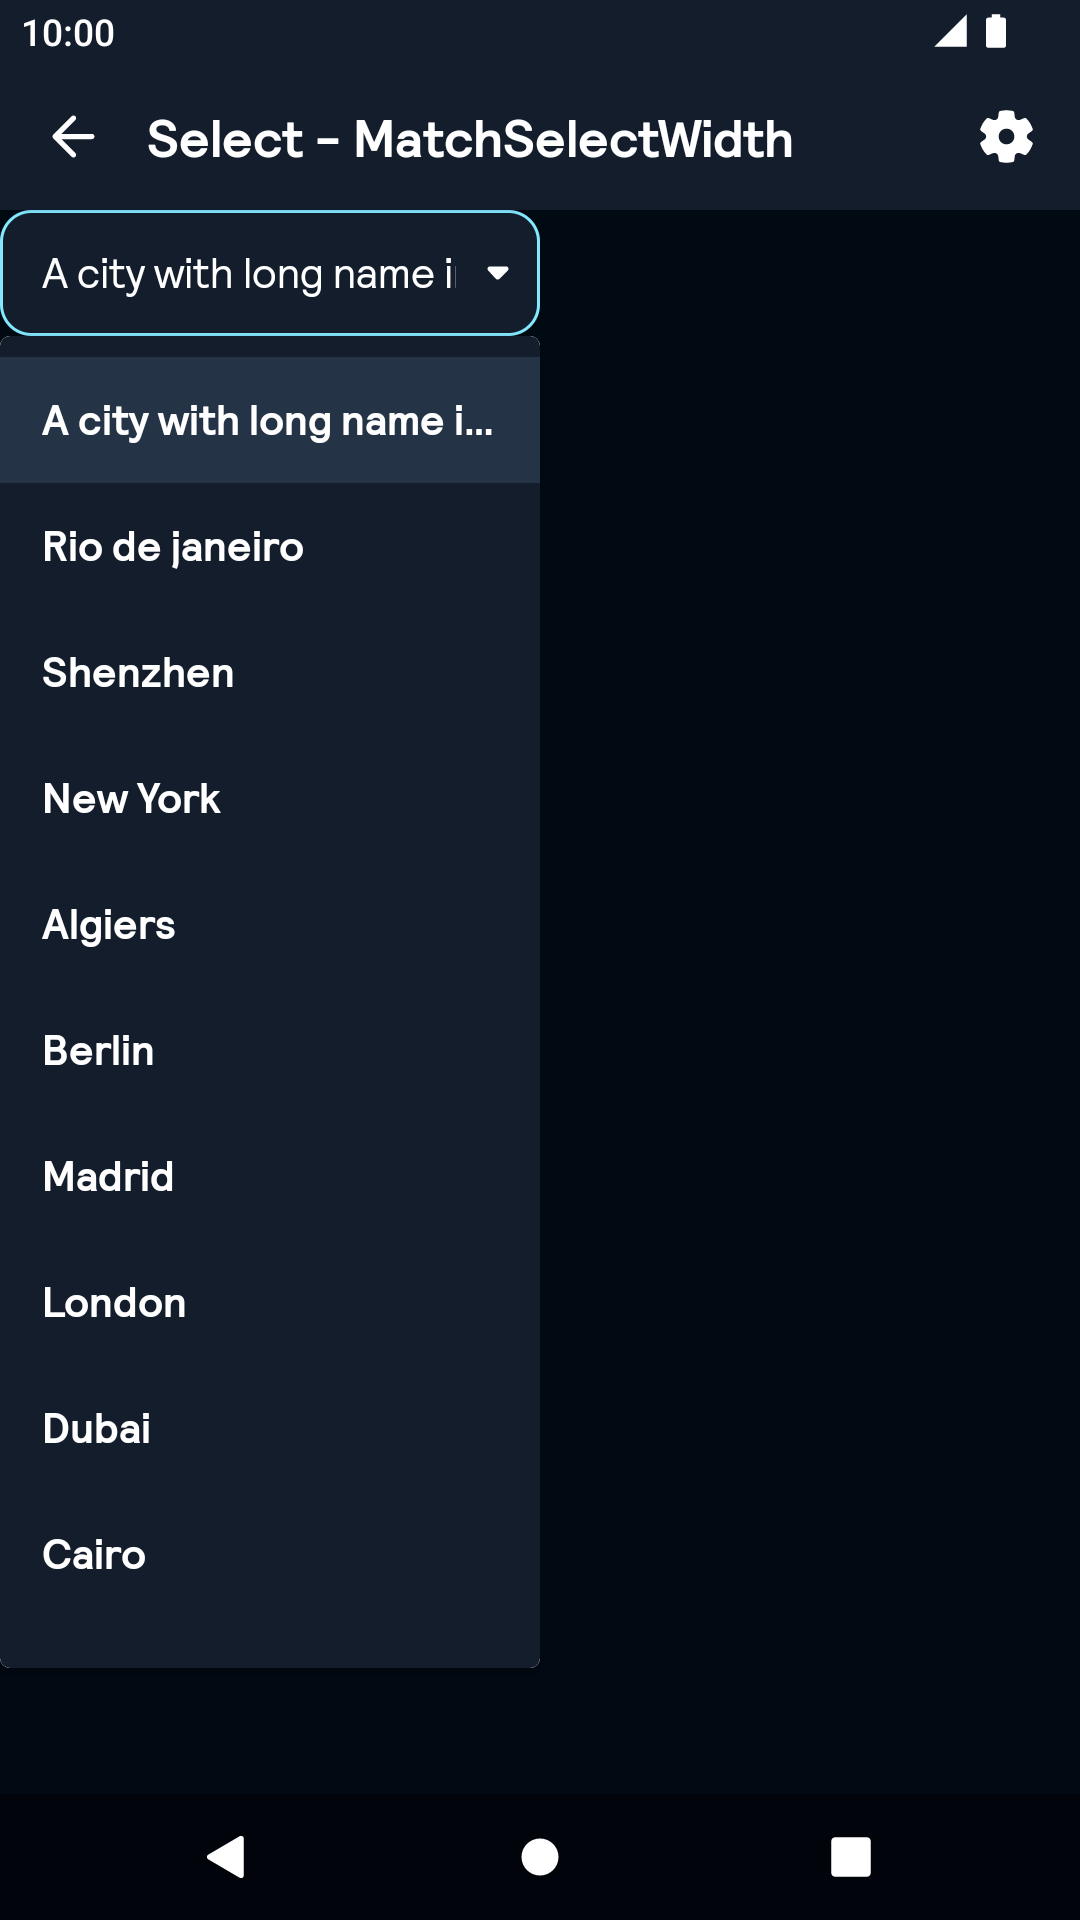 10:00
Select - MatchSelectWidth
A city with long name i
A city with long name i...
Rio de janeiro
Shenzhen
New York
Algiers
Berlin
Madrid
London
Dubai
Cairo